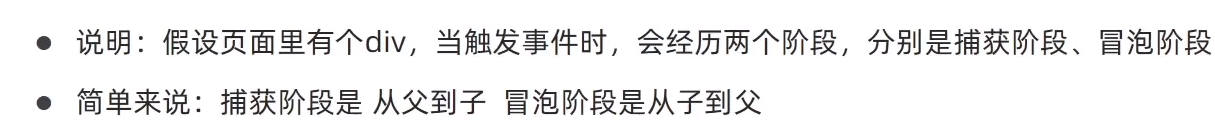 ● 说明：假设页面里有个div，当触发事件时，会经历两个阶段，分别是捕获阶段、冒泡阶段
● 简单来说：捕获阶段是 从父到子 冒泡阶段是从子到父